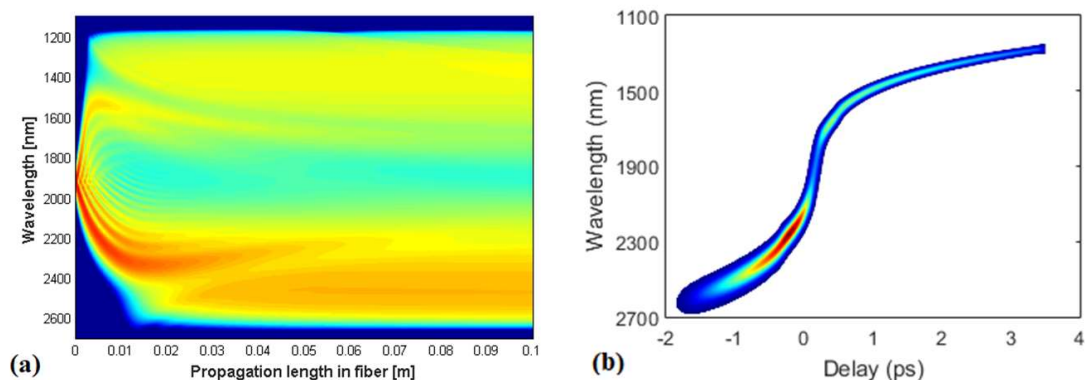 1200
1400
1600
1800
2000
2200
2400
2600
Wavelength [nm]
0 0.01 0.02 0.03 0.04 0.05 0.06 0.07 0.08 0.09 0.1
Propagation length in fiber [m]
(a)
1100
1500
1900
2300
2700
Wavelength (nm)
-2 -1 0 1 2 3 4
Delay (ps)
(b)